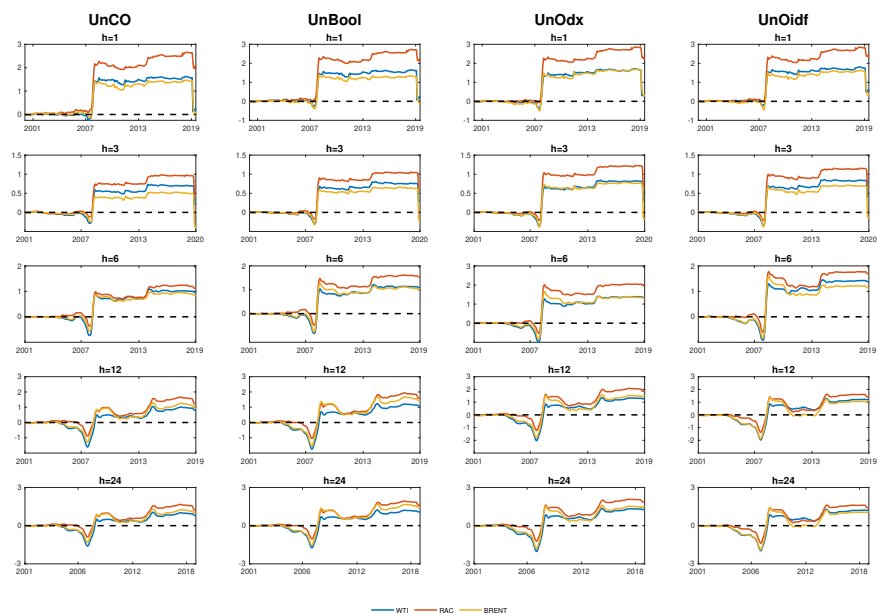 UnCO UnBool UnOdx UnOidf
h=1 h=1 h=1 h=1
3 3 3 3
2 2 2 2
1 1 1 1
0 0 0 0
-1 -1 -1
2001 2007 2013 2019 2001 2007 2013 2019 2001 2007 2013 2019 2001 2007 2013 2019
h=3 h=3 h=3 h=3
1.5 1.5 1.5 1.5
1 1 1 1
0.5 0.5 0.5 0.5
0 0 0 0
2001 2007 2013 2020 2001 2007 2013 2020 2001 2007 2013 2020 2001 2007 2013 2020
h=6 h=6 h=6 h=6
2 2 3 2
1 1 2 1
0 0 1 0
0
2001 2007 2013 2019 2001 2007 2013 2019 2001 2007 2013 2019 2001 2007 2013 2019
h=12 h=12 h=12 h=12
3 3 3 3
2 2 2 2
1 1 1 1
0 0 0 0
-1 -1 -1 -1
-2 -2
2001 2007 2013 2019 2001 2007 2013 2019 2001 2007 2013 2019 2001 2007 2013 2019
h=24 h=24 h=24 h=24
3 3 3 3
0 0 0 0
-3 -3 -3 -3
2001 2006 2012 2018 2001 2006 2012 2018 2001 2006 2012 2018 2001 2006 2012 2018
WTI RAC BRENT